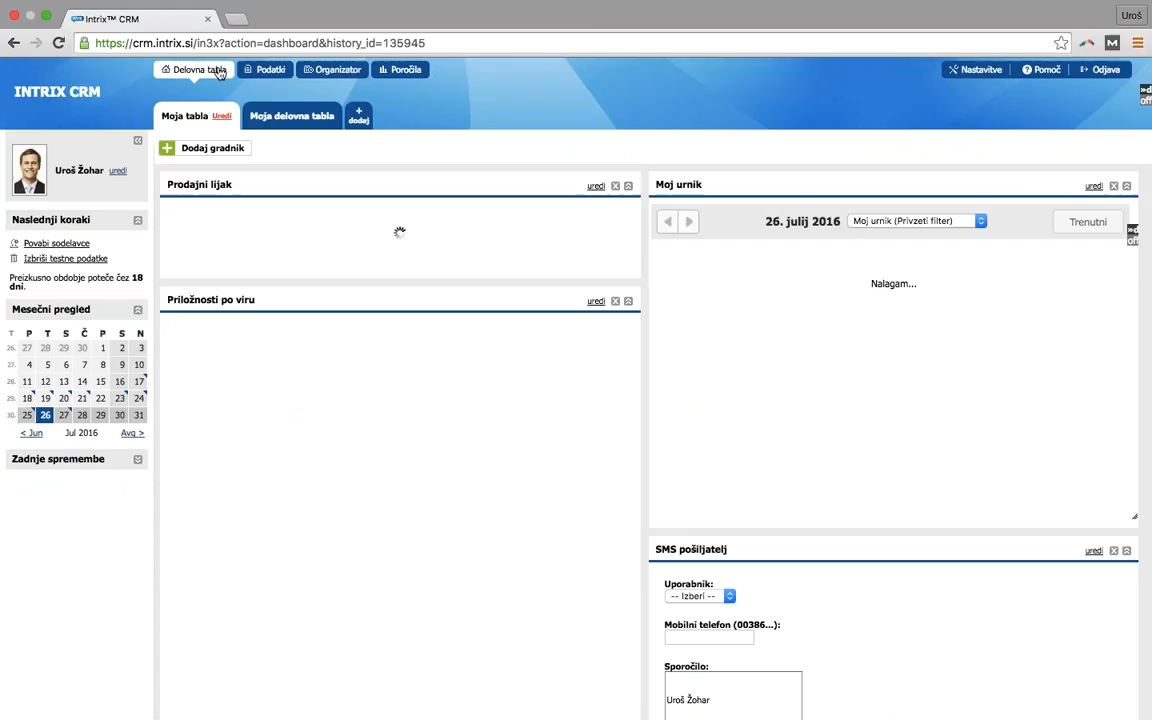 Intrix™ CRM
Uroš
https://crm.intrix.si/in3x?action=dashboard&history_id=135945
Delovna tabla
Podatki
Organizator
Poročila
Nastavitve
Pomoč
Odjava
INTRIX CRM
Moja tabla Uredi
Moja delovna tabla
+
dodaj
Dodaj gradnik
Uroš Žohar uredi
Naslednji koraki
Povabi sodelavce
Izbriši testne podatke
Preizkusno obdobje poteče čez 18
dni.
Mesečni pregled
T P T S Č P S N
26. 27 28 29 30 1 2 3
27. 4 5 6 7 8 9 10
28. 11 12 13 14 15 16 17
29. 18 19 20 21 22 23 24
30. 25 26 27 28 29 30 31
< Jun Jul 2016 Avg >
Zadnje spremembe
Prodajni lijak uredi
Priložnosti po viru uredi
Moj urnik uredi
26. julij 2016 Moj urnik (Privzeti filter) Trenutni
Nalagam...
SMS pošiljatelj uredi
Uporabnik:
-- Izberi --
Mobilni telefon (00386...):
Sporočilo:
Uroš Žohar